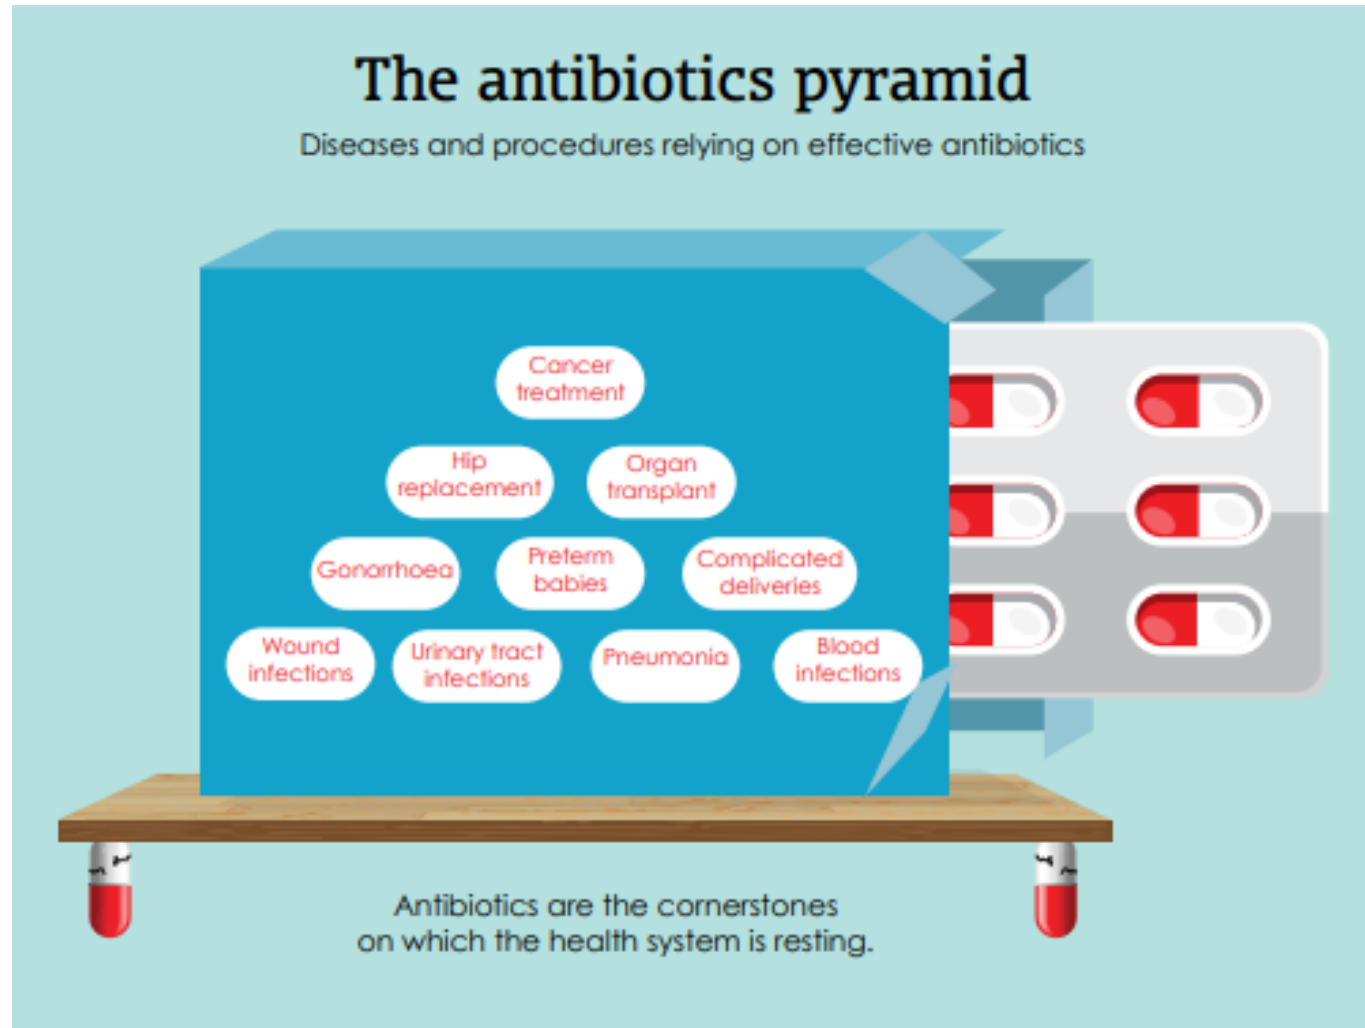 The antibiotics pyramid
Diseases and procedures relying on effective antibiotics
Cancer
treatment
Hip
replacement
Organ
transplant
Gonorrhoea
Preterm
babies
Complicated
deliveries
Wound
infections
Urinary tract
infections
Pneumonia
Blood
infections
Antibiotics are the cornerstones
on which the health system is resting.